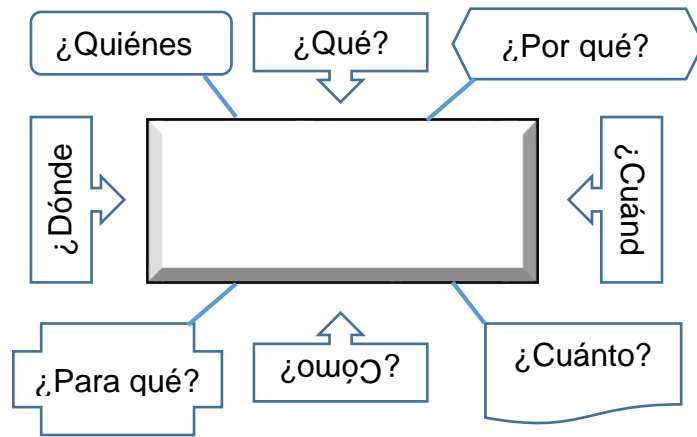 ¿Quiénes
¿Qué?
¿Por qué?
¿Dónde
¿Cuánd
¿Para qué?
¿Cómo?
¿Cuánto?